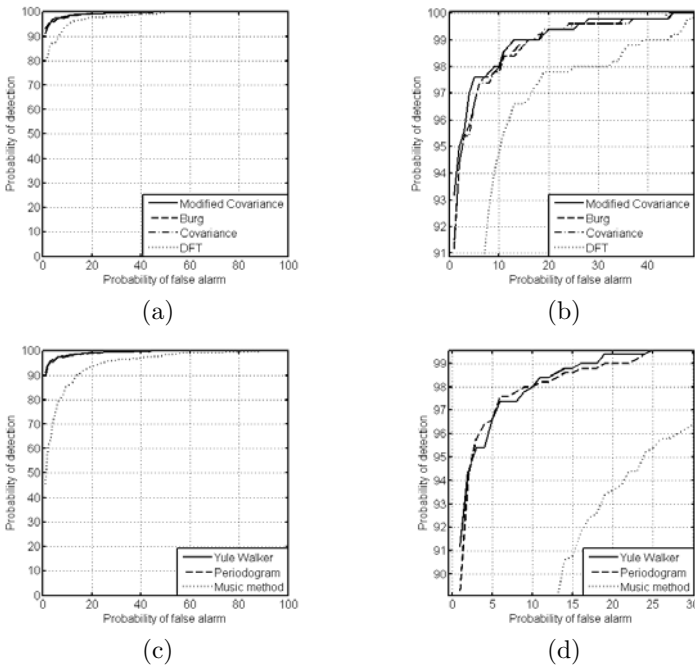 100
90
80
70
60
50
40
30
20
10
0
Probability of detection
0 20 40 60 80 100
Probability of false alarm
Modified Covariance
Burg
Covariance
DFT
(a)
100
99
98
97
96
95
94
93
92
91
Probability of detection
0 10 20 30 40
Probability of false alarm
Modified Covariance
Burg
Covariance
DFT
(b)
100
90
80
70
60
50
40
30
20
10
0
Probability of detection
0 20 40 60 80 100
Probability of false alarm
Yule Walker
Periodogram
Music method
(c)
99
98
97
96
95
94
93
92
91
90
Probability of detection
0 5 10 15 20 25 30
Probability of false alarm
Yule Walker
Periodogram
Music method
(d)